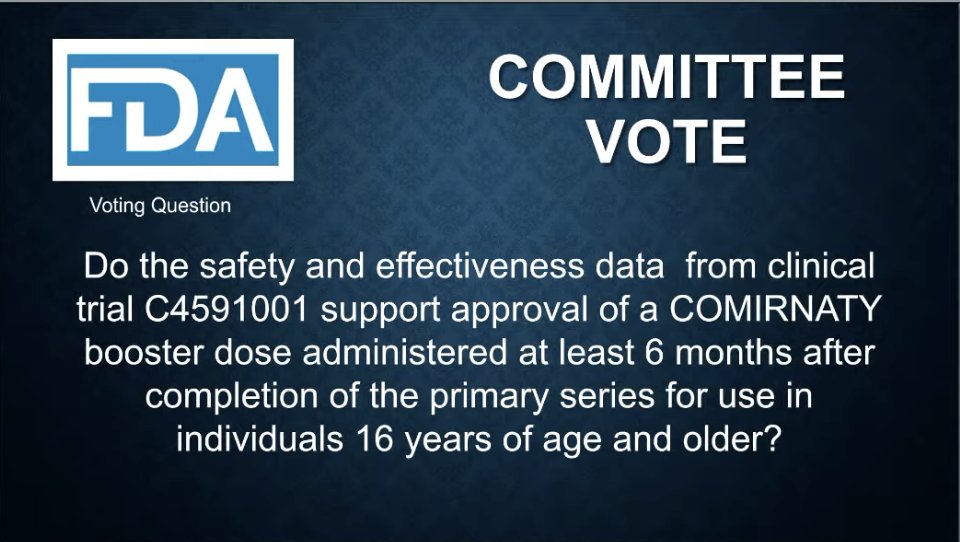 FDA
COMMITTEE
VOTE
Voting Question
Do the safety and effectiveness data  from clinical
trial C4591001 support approval of a COMIRNATY
booster dose administered at least 6 months after
completion of the primary series for use in
individuals 16 years of age and older?